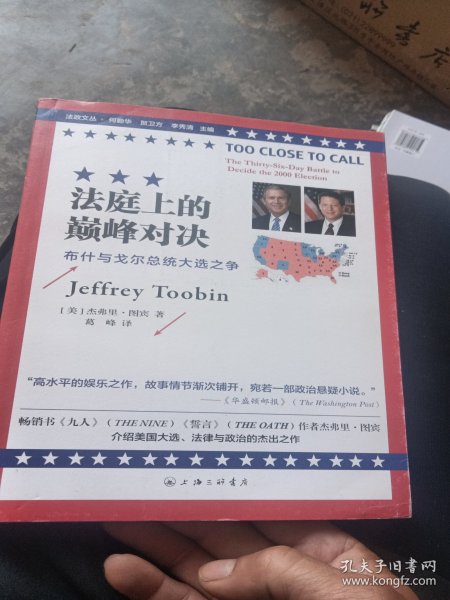 书店
法政文丛·何勤华 贺卫方 李秀清 主编
TOO CLOSE TO CALL
The Thirty-Six-Day Battle to
Decide the 2000 Election
法庭上的
巅峰对决
布什与戈尔总统大选之争
Jeffrey Toobin
[美]杰弗里·图宾 著
葛峰 译
“高水平的娱乐之作，故事情节渐次铺开，宛若一部政治悬疑小说。”
——《华盛顿邮报》（The Washington Post）
畅销书《九人》（THE NINE）《誓言》（THE OATH）作者杰弗里·图宾
介绍美国大选、法律与政治的杰出之作
上海三联书店
孔夫子旧书网
www.kongfz.com